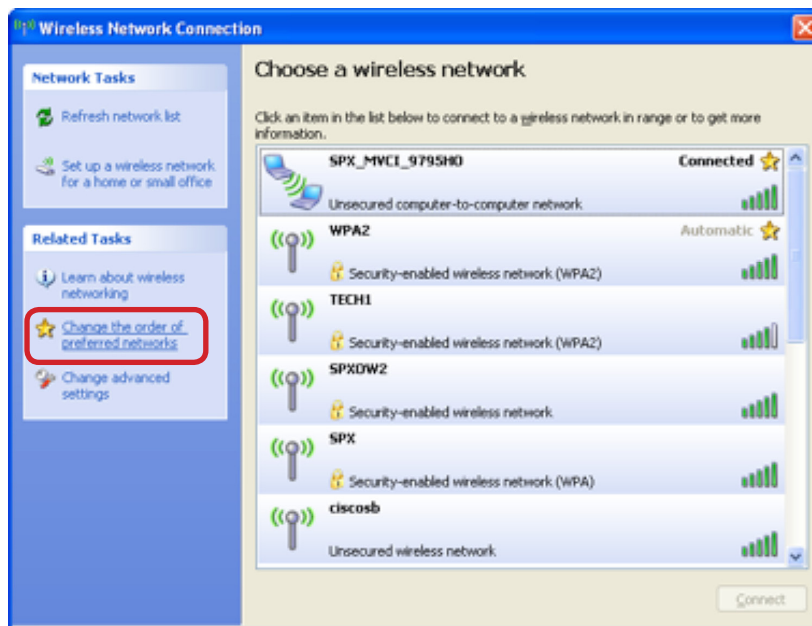 Wireless Network Connection
Network Tasks
Refresh network list
Set up a wireless network
for a home or small office
Related Tasks
Learn about wireless
networking
Change the order of
preferred networks
Change advanced
settings
Choose a wireless network
Click an item in the list below to connect to a wireless network in range or to get more
information.
SPX_MVCI_9795HO Connected
Unsecured computer-to-computer network
WPA2 Automatic
Security-enabled wireless network (WPA2)
TECH1
Security-enabled wireless network (WPA2)
SPXOW2
Security-enabled wireless network
SPX
Security-enabled wireless network (WPA)
ciscosb
Unsecured wireless network
Connect